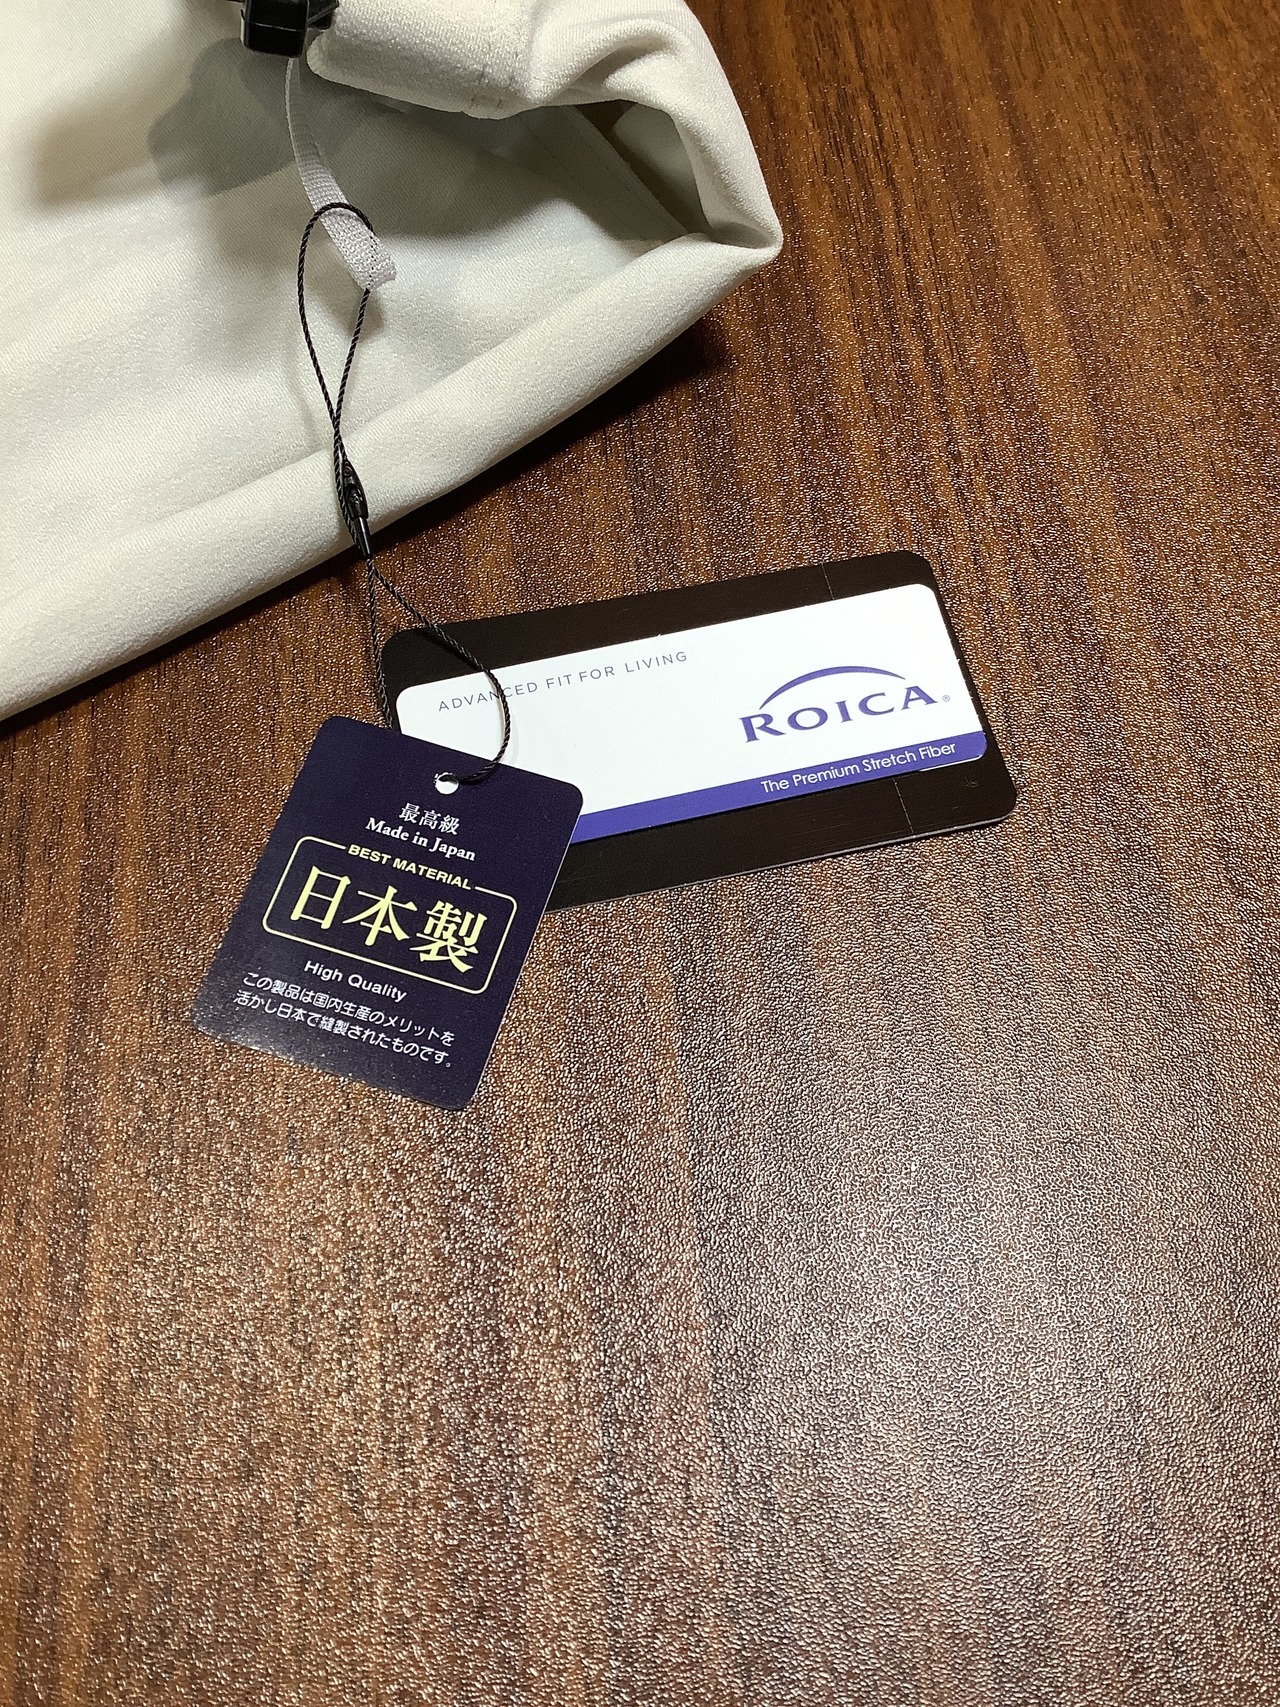 ADVANCED FIT FOR LIVING
ROICA®
The Premium Stretch Fiber
最高級
Made in Japan
BEST MATERIAL
日本製
High Quality
この製品は国内生産のメリットを
活かし日本で縫製されたものです。